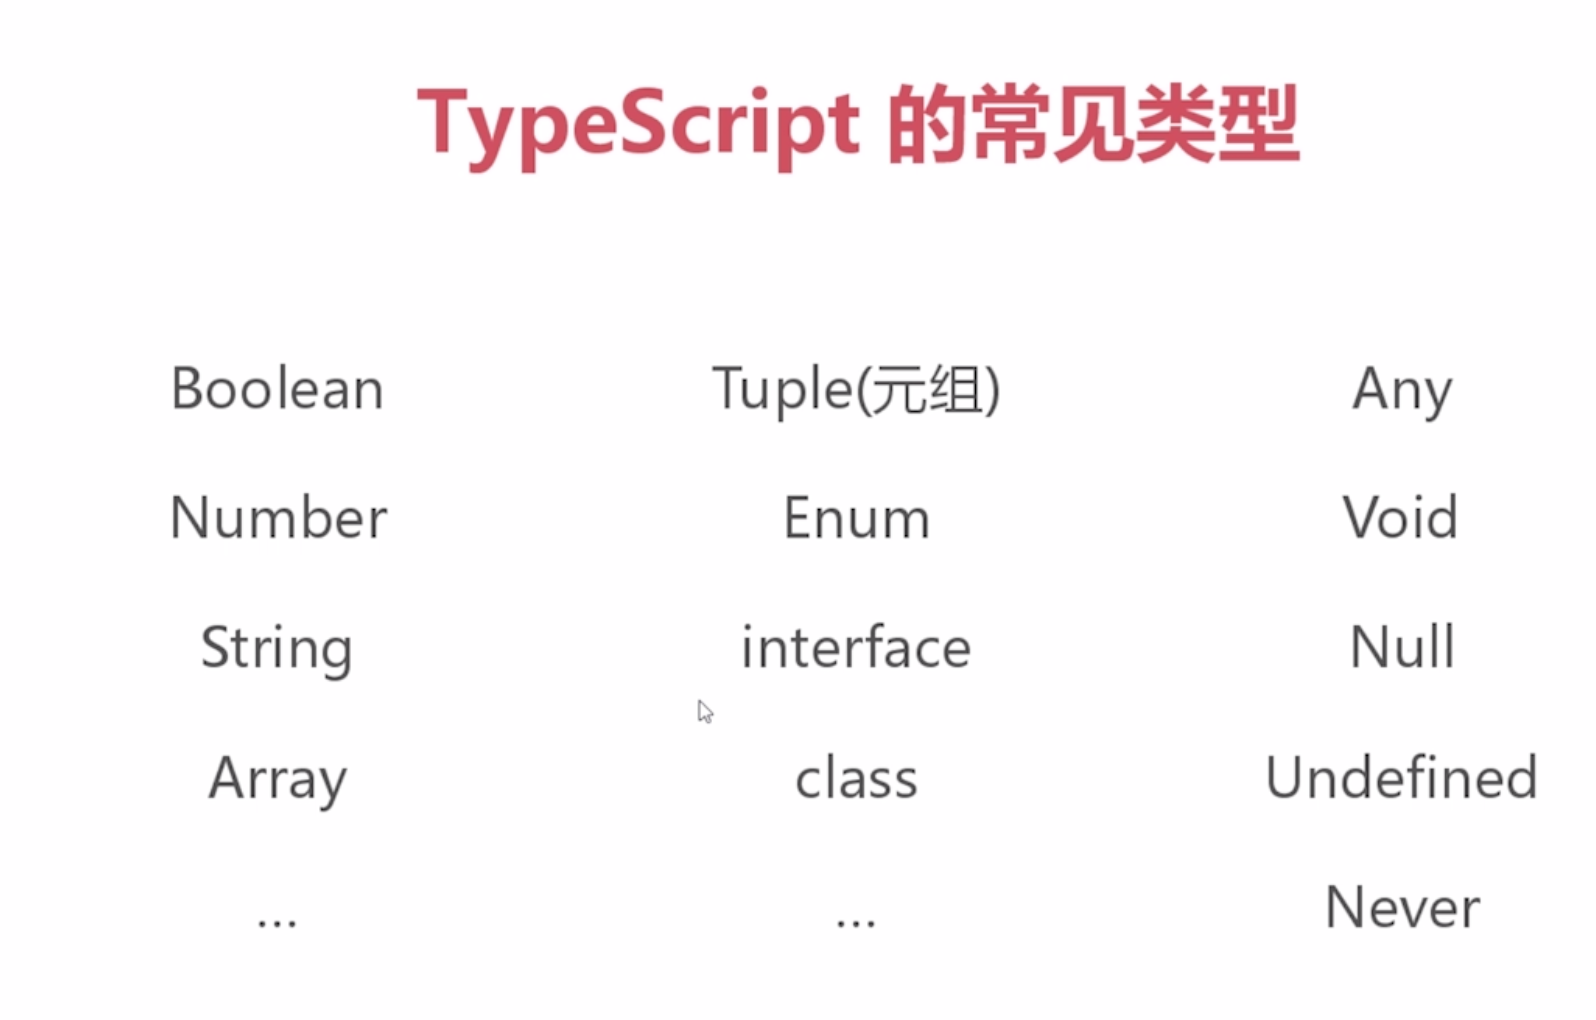 TypeScript 的常见类型
Boolean
Tuple(元组)
Any
Number
Enum
Void
String
interface
Null
Array
class
Undefined
...
...
Never